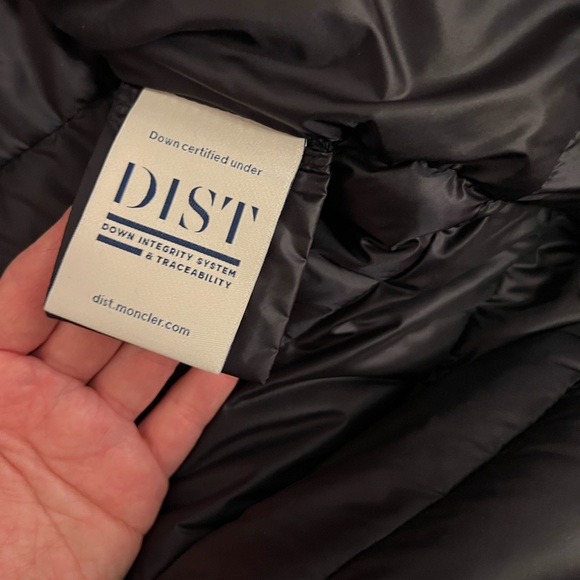 Down certified under
DIST
DOWN INTEGRITY SYSTEM
& TRACEABILITY
dist.moncler.com